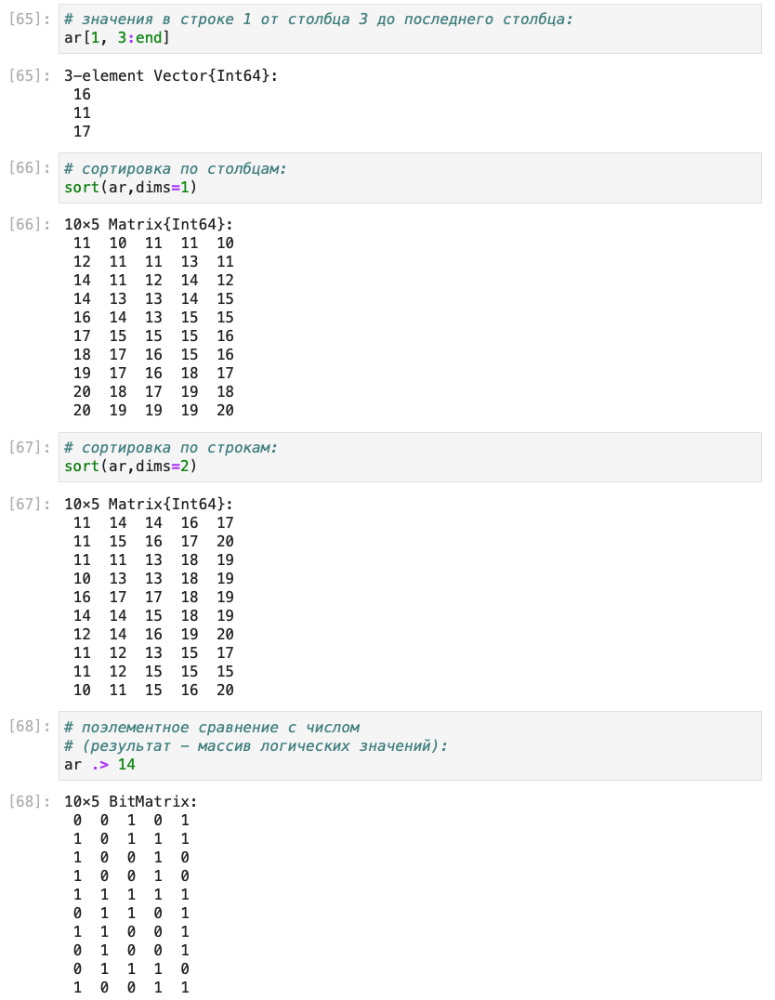 [65]: # значения в строке 1 от столбца 3 до последнего столбца:
ar[1, 3:end]
[65]: 3-element Vector{Int64}:
16
11
17
[66]: # сортировка по столбцам:
sort(ar,dims=1)
[66]: 10×5 Matrix{Int64}:
11 10 11 11 10
12 11 11 13 11
14 11 12 14 12
14 13 13 14 15
16 14 13 15 15
17 15 15 15 16
18 17 16 15 16
19 17 16 18 17
20 18 17 19 18
20 19 19 19 20
[67]: # сортировка по строкам:
sort(ar,dims=2)
[67]: 10×5 Matrix{Int64}:
11 14 14 16 17
11 15 16 17 20
11 11 13 18 19
10 13 13 18 19
16 17 17 18 19
14 14 15 18 19
12 14 16 19 20
11 12 13 15 17
11 12 15 15 15
10 11 15 16 20
[68]: # поэлементное сравнение с числом
# (результат - массив логических значений):
ar .> 14
[68]: 10×5 BitMatrix:
0 0 1 0 1
1 0 1 1 1
1 0 0 1 0
1 0 0 1 0
1 1 1 1 1
0 1 1 0 1
1 1 0 0 1
0 1 0 0 1
0 1 1 1 0
1 0 0 1 1